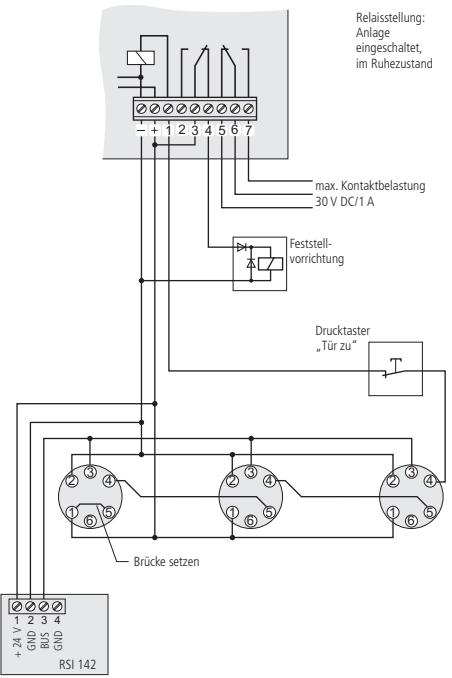 Relaisstellung:
Anlage
eingeschaltet,
im Ruhezustand
– + 1 2 3 4 5 6 7
max. Kontaktbelastung
30 V DC/1 A
Feststell-
vorrichtung
Drucktaster
„Tür zu"
3 3 3
2 4 2 4 2 4
1 5 1 5 1 5
6 6 6
Brücke setzen
1 2 3 4
+ 24 V
GND
BUS
GND
RSI 142